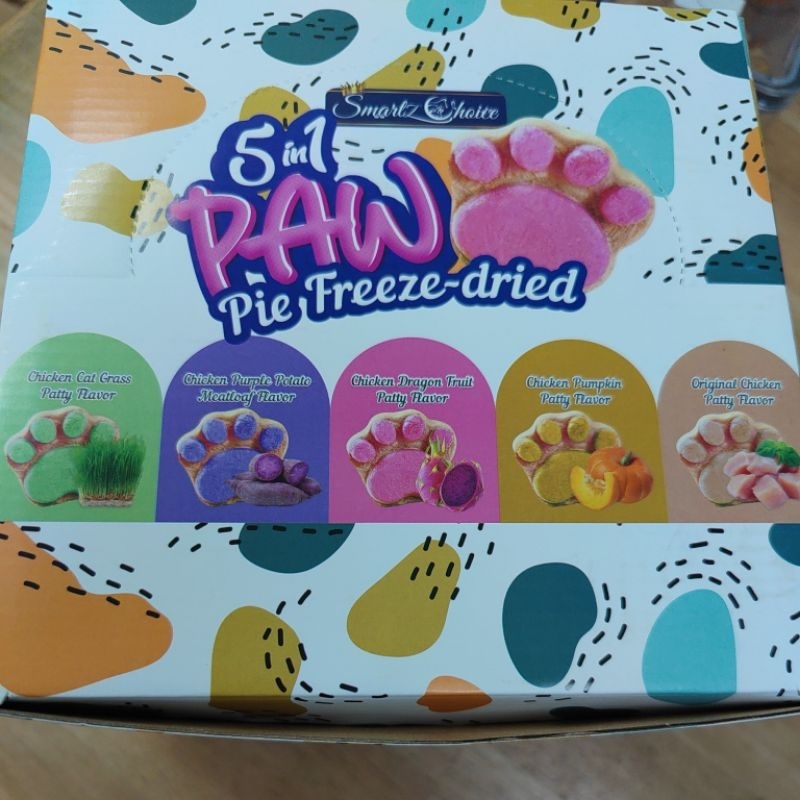 Smartz Choice
5 in 1
PAW
Pie Freeze-dried
Chicken Cat Grass
Patty Flavor
Chicken Purple Potato
Meatloaf Flavor
Chicken Dragon Fruit
Patty Flavor
Chicken Pumpkin
Patty Flavor
Original Chicken
Patty Flavor